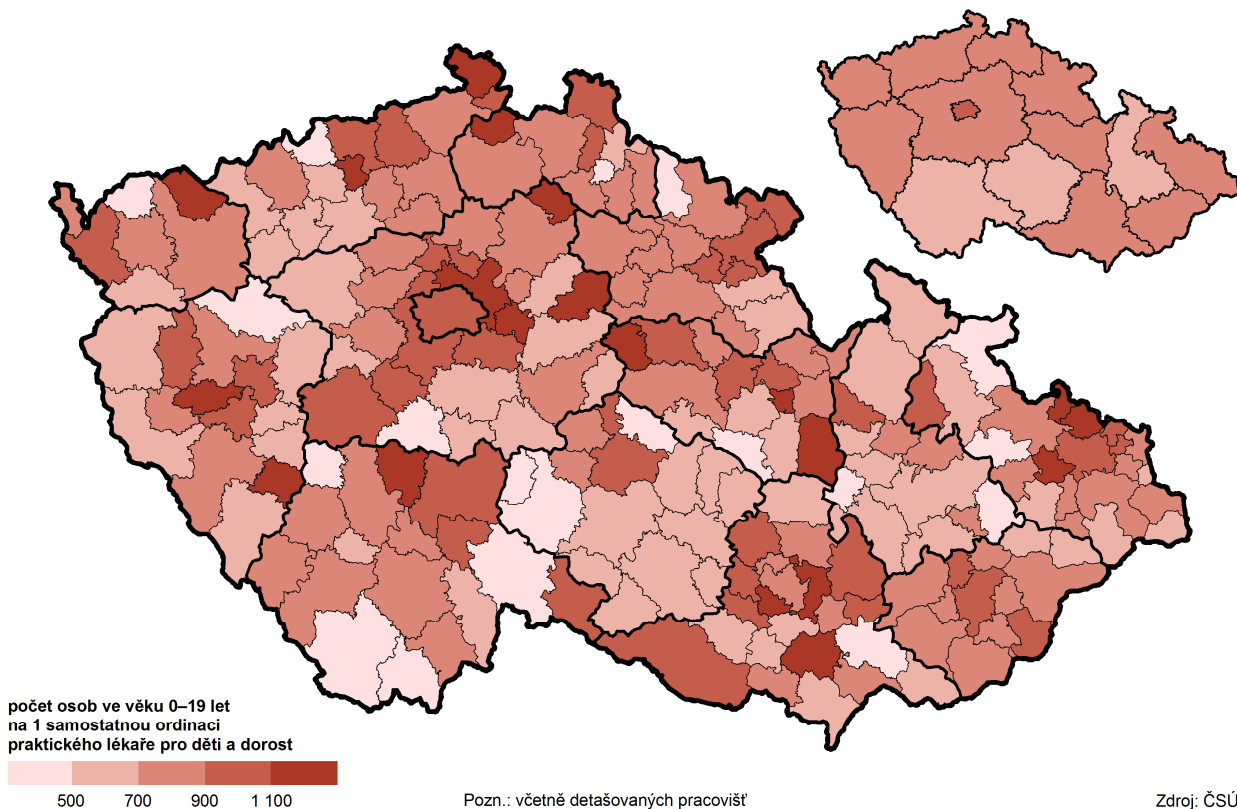 počet osob ve věku 0–19 let
na 1 samostatnou ordinaci
praktického lékaře pro děti a dorost
500 700 900 1 100
Pozn.: včetně detašovaných pracovišť
Zdroj: ČSÚ